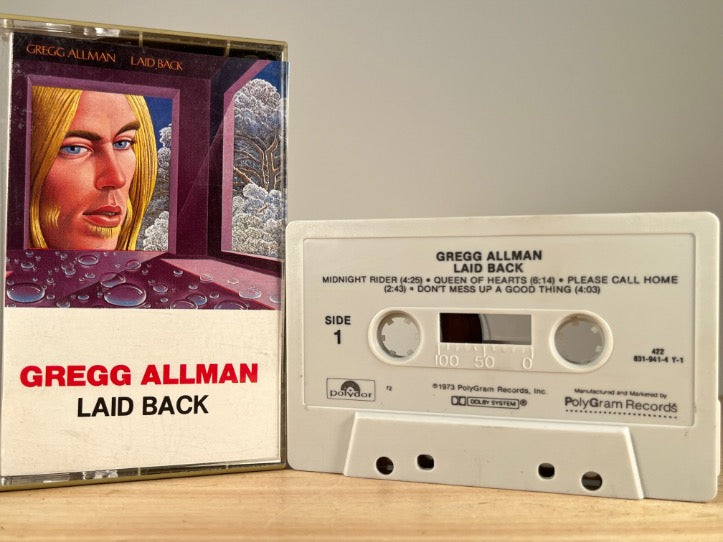 GREGG ALLMAN LAID BACK
GREGG ALLMAN
LAID BACK
GREGG ALLMAN
LAID BACK
MIDNIGHT RIDER (4:25) • QUEEN OF HEARTS (6:14) • PLEASE CALL HOME
(2:43) • DON'T MESS UP A GOOD THING (4:03)
SIDE
1
100 50 0
422
831-941-4 Y-1
polydor
r2
℗1973 PolyGram Records, Inc.
DOLBY SYSTEM®
Manufactured and Marketed by
PolyGram Records